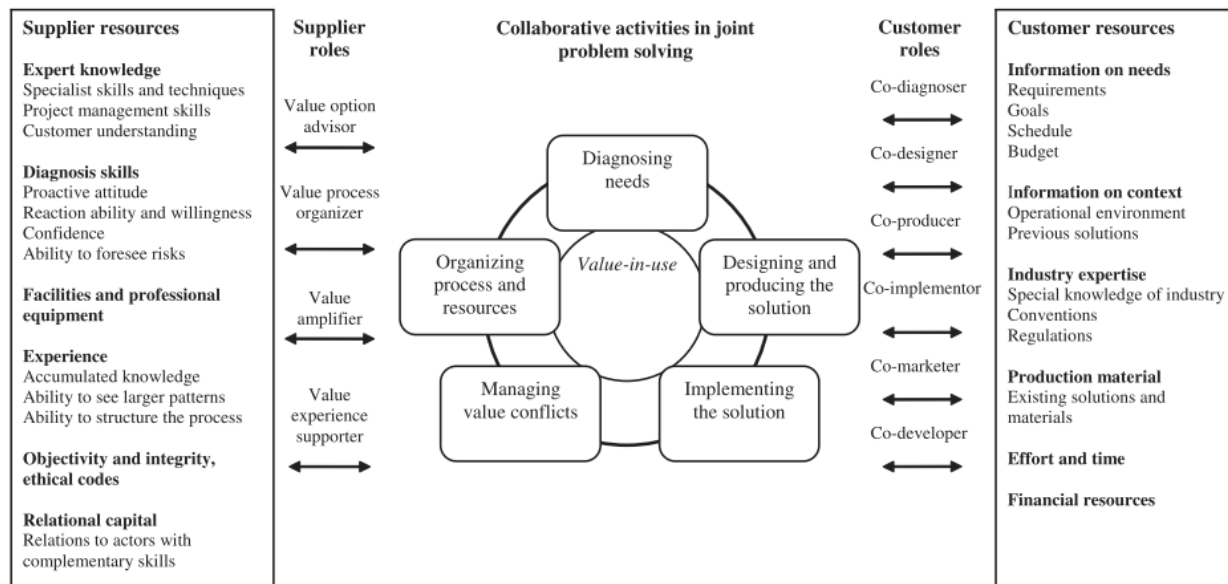 Supplier resources
Expert knowledge
Specialist skills and techniques
Project management skills
Customer understanding
Diagnosis skills
Proactive attitude
Reaction ability and willingness
Confidence
Ability to foresee risks
Facilities and professional
equipment
Experience
Accumulated knowledge
Ability to see larger patterns
Ability to structure the process
Objectivity and integrity,
ethical codes
Relational capital
Relations to actors with
complementary skills
Supplier
roles
Value option
advisor
Value process
organizer
Value
amplifier
Value
experience
supporter
Collaborative activities in joint
problem solving
Diagnosing
needs
Organizing
process and
resources
Value-in-use
Designing and
producing the
solution
Managing
value conflicts
Implementing
the solution
Customer
roles
Co-diagnoser
Co-designer
Co-producer
Co-implementor
Co-marketer
Co-developer
Customer resources
Information on needs
Requirements
Goals
Schedule
Budget
Information on context
Operational environment
Previous solutions
Industry expertise
Special knowledge of industry
Conventions
Regulations
Production material
Existing solutions and
materials
Effort and time
Financial resources